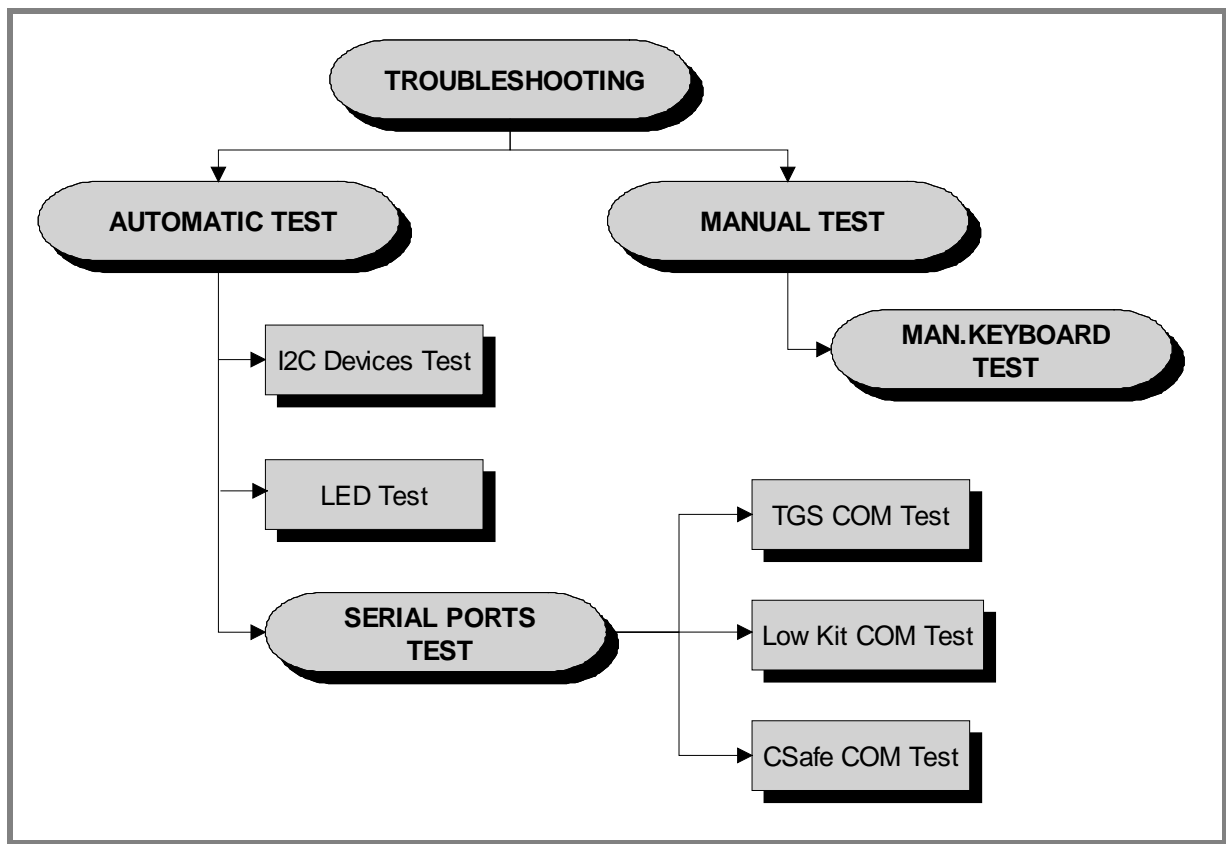 TROUBLESHOOTING
AUTOMATIC TEST
MANUAL TEST
I2C Devices Test
MAN.KEYBOARD
TEST
LED Test
TGS COM Test
SERIAL PORTS
TEST
Low Kit COM Test
CSafe COM Test